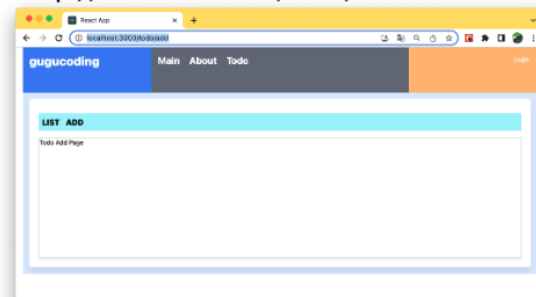 React App
localhost:3000/todo/add
gugucoding
Main About Todo
Login
LIST ADD
Todo Add Page